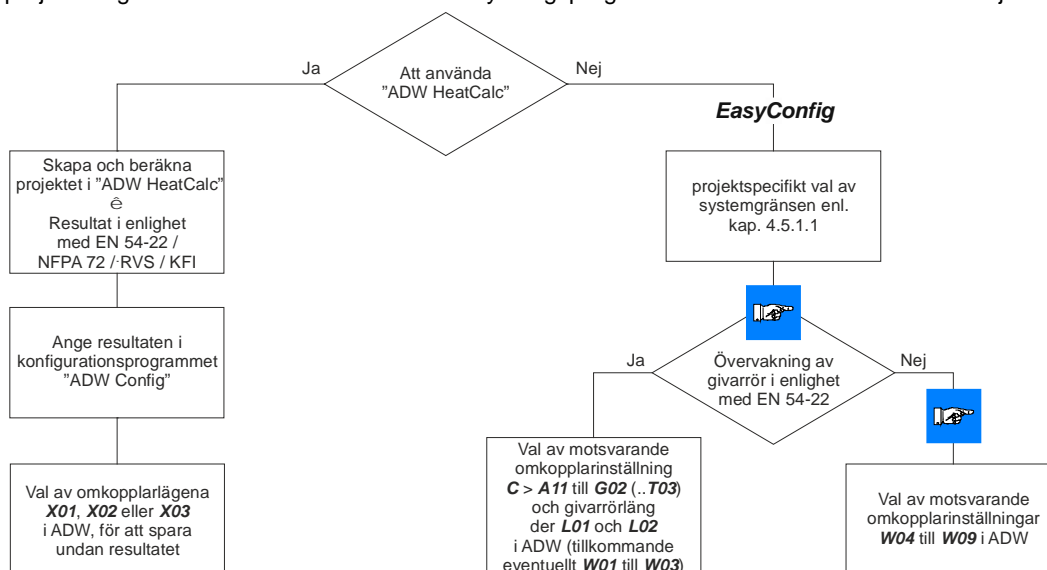 Ja
Att använda
"ADW HeatCalc"
Nej
EasyConfig
Skapa och beräkna
projektet i "ADW HeatCalc"
ê
Resultat i enlighet
med EN 54-22 /
NFPA 72 / RVS / KFI
projektspecifikt val av
systemgränsen enl.
kap. 4.5.1.1
Ange resultaten i
konfigurationsprogrammet
"ADW Config"
Ja
Övervakning av
givarrör i enlighet
med EN 54-22
Nej
Val av omkopplarlägena
X01, X02 eller X03
i ADW, för att spara
undan resultatet
Val av motsvarande
omkopplarinställning
C > A11 till G02 (..T03)
och givarrörläng
der L01 och L02
i ADW (tillkommande
eventuellt W01 till W03)
Val av motsvarande
omkopplarinställningar
W04 till W09 i ADW